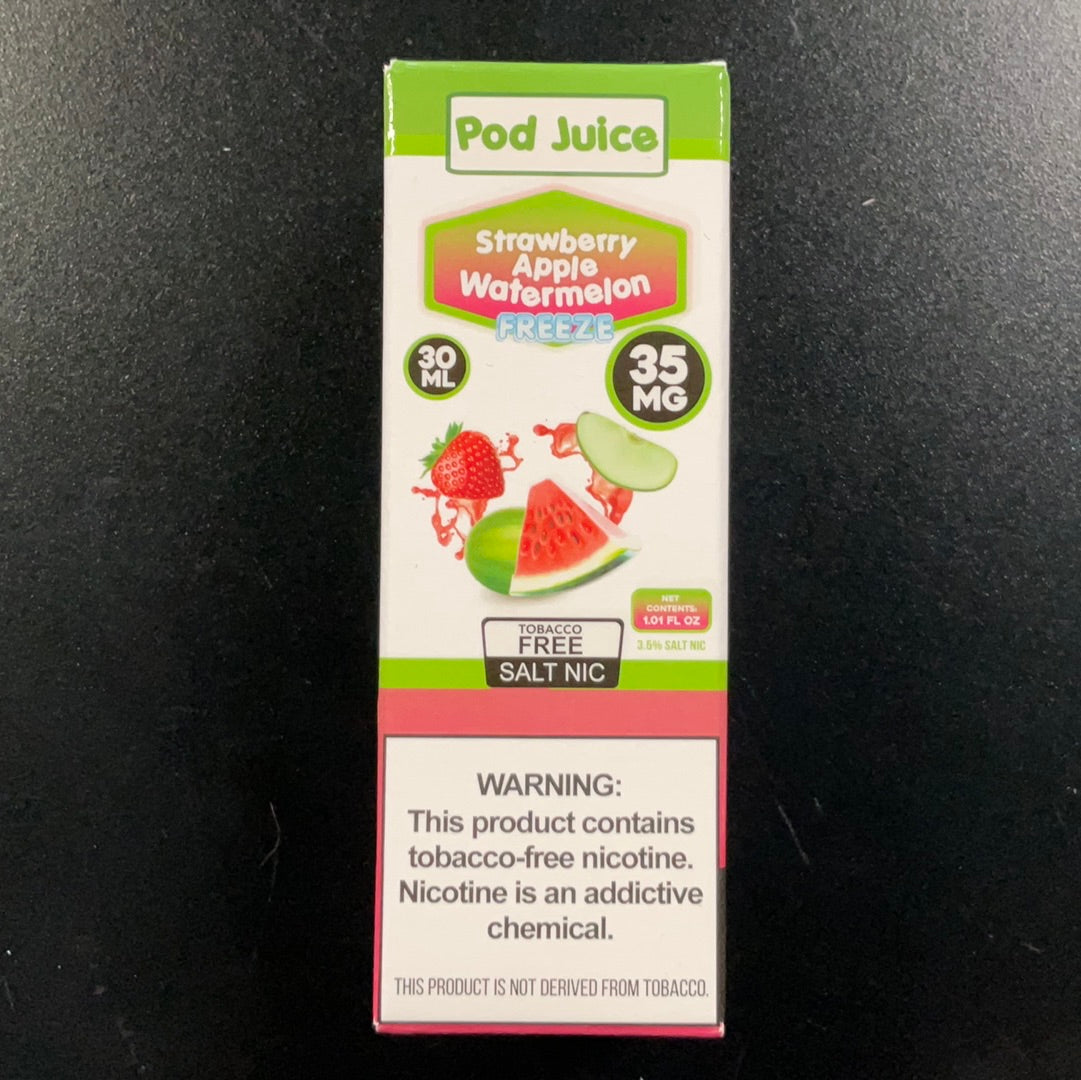 Pod Juice
Strawberry
Apple
Watermelon
FREEZE
30
ML
35
MG
NET
CONTENTS:
1.01 FL OZ
3.5% SALT NIC
TOBACCO
FREE
SALT NIC
WARNING:
This product contains
tobacco-free nicotine.
Nicotine is an addictive
chemical.
THIS PRODUCT IS NOT DERIVED FROM TOBACCO.